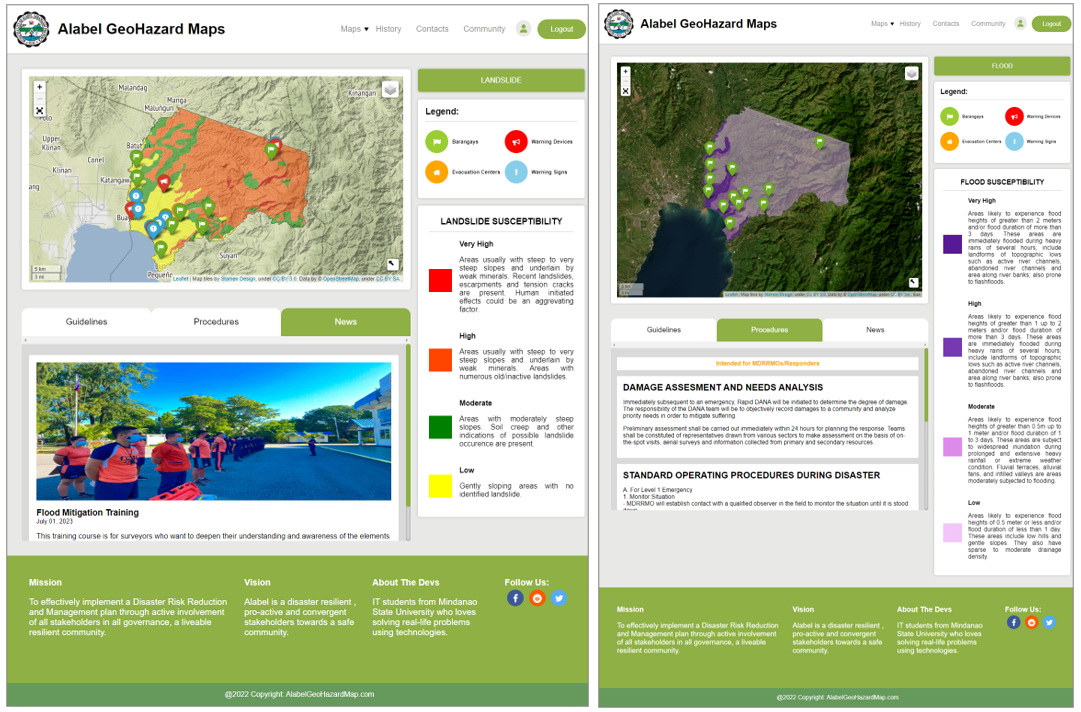 Alabel GeoHazard Maps
Maps ▾ History Contacts Community Logout
Malandag
Manga
Malungun
Kinangan
Polo
Upper
Klinan
Batut
Conel
Kinan
Katangaw
ang
Buay
Suyan
Pequeño
+
5 km
3 mi
Leaflet | Map tiles by Stamen Design, under CC BY 3.0. Data by © OpenStreetMap, under CC BY SA.
LANDSLIDE
Legend:
Barangays
Warning Devices
Evacuation Centers
Warning Signs
LANDSLIDE SUSCEPTIBILITY
Very High
Areas usually with steep to very
steep slopes and underlain by
weak minerals. Recent landslides,
escarpments and tension cracks
are present. Human initiated
effects could be an aggrevating
factor.
High
Areas usually with steep to very
steep slopes and underlain by
weak minerals. Areas with
numerous old/inactive landslides.
Moderate
Areas with moderately steep
slopes. Soil creep and other
indications of possible landslide
occurence are present.
Low
Gently sloping areas with no
identified landslide.
Guidelines
Procedures
News
Flood Mitigation Training
July 01, 2023
This training course is for surveyors who want to deepen their understanding and awareness of the elements
Mission
To effectively implement a Disaster Risk Reduction
and Management plan through active involvement
of all stakeholders in all governance, a liveable
resilient community.
Vision
Alabel is a disaster resilient ,
pro-active and convergent
stakeholders towards a safe
community.
About The Devs
IT students from Mindanao
State University who loves
solving real-life problems
using technologies.
Follow Us:
@2022 Copyright: AlabelGeoHazardMap.com
Alabel GeoHazard Maps
Maps ▾ History Contacts Community Logout
+
Leaflet | Map tiles by Stamen Design, under CC BY 3.0. Data by © OpenStreetMap, under CC BY SA.
FLOOD
Legend:
Barangays
Warning Devices
Evacuation Centers
Warning Signs
FLOOD SUSCEPTIBILITY
Very High
Areas likely to experience flood
heights of greater than 2 meters
and/or flood duration of more than
3 days. These areas are
immediately flooded during heavy
rains of several hours; include
landforms of topographic lows
such as active river channels,
abandoned river channels and
area along river banks; also prone
to flashfloods.
High
Areas likely to experience flood
heights of greater than 1 up to 2
meters and/or flood duration of
more than 3 days. These areas
are immediately flooded during
heavy rains of several hours;
include landforms of topographic
lows such as active river channels,
abandoned river channels and
area along river banks; also prone
to flashfloods.
Moderate
Areas likely to experience flood
heights of greater than 0.5m up to
1 meter and/or flood duration of 1
to 3 days. These areas are subject
to widespread inundation during
prolonged and extensive heavy
rainfall or extreme weather
condition. Fluvial terraces, alluvial
fans, and infilled valleys are areas
moderately subjected to flooding.
Low
Areas likely to experience flood
heights of 0.5 meter or less and/or
flood duration of less than 1 day.
These areas include low hills and
gentle slopes. They also have
sparse to moderate drainage
density.
Guidelines
Procedures
News
Intended for MDRRMOs/Responders
DAMAGE ASSESMENT AND NEEDS ANALYSIS
Immediately subsequent to an emergency, Rapid DANA will be initiated to determine the degree of damage.
The responsibility of the DANA team will be to objectively record damages to a community and analyze
priority needs in order to mitigate suffering.
Preliminary assessment shall be carried out immediately within 24 hours for planning the response. Teams
shall be constituted of representatives drawn from various sectors to make assessment on the basis of on-
the-spot visits, aerial surveys and information collected from primary and secondary resources.
STANDARD OPERATING PROCEDURES DURING DISASTER
A. For Level 1 Emergency
1. Monitor Situation
- MDRRMO will establish contact with a qualified observer in the field to monitor the situation until it is stood
down
Mission
To effectively implement a Disaster Risk Reduction
and Management plan through active involvement
of all stakeholders in all governance, a liveable
resilient community.
Vision
Alabel is a disaster resilient ,
pro-active and convergent
stakeholders towards a safe
community.
About The Devs
IT students from Mindanao
State University who loves
solving real-life problems
using technologies.
Follow Us:
@2022 Copyright: AlabelGeoHazardMap.com